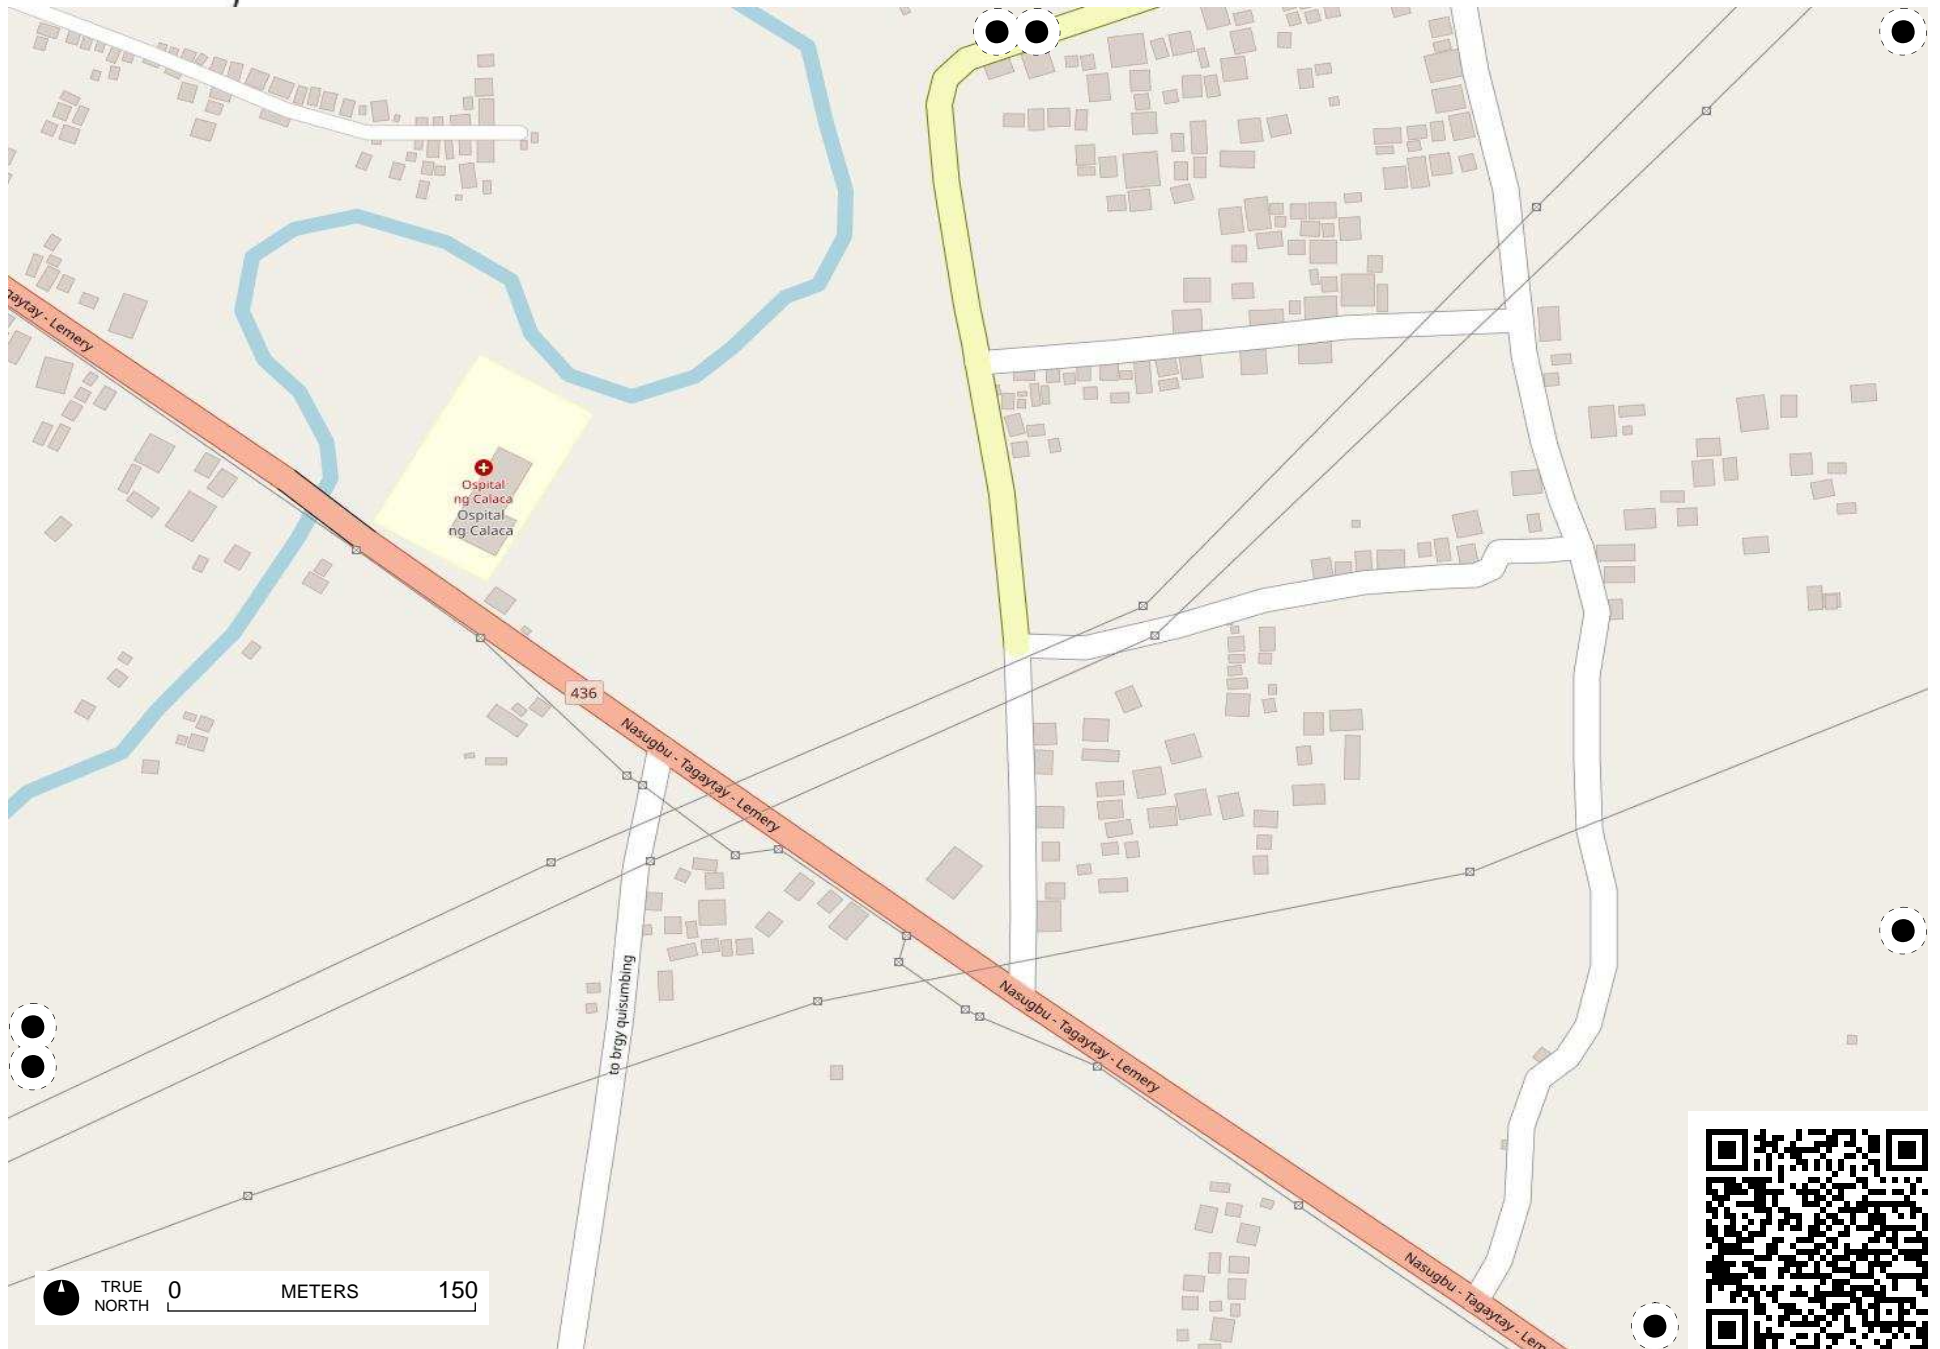 gaytay - Lemery
Ospital
ng Calaca
Ospital
ng Calaca
436
Nasugbu - Tagaytay - Lemery
to brgy quisumbing
Nasugbu - Tagaytay - Lemery
Nasugbu - Tagaytay - Lem
TRUE
NORTH
0 METERS 150